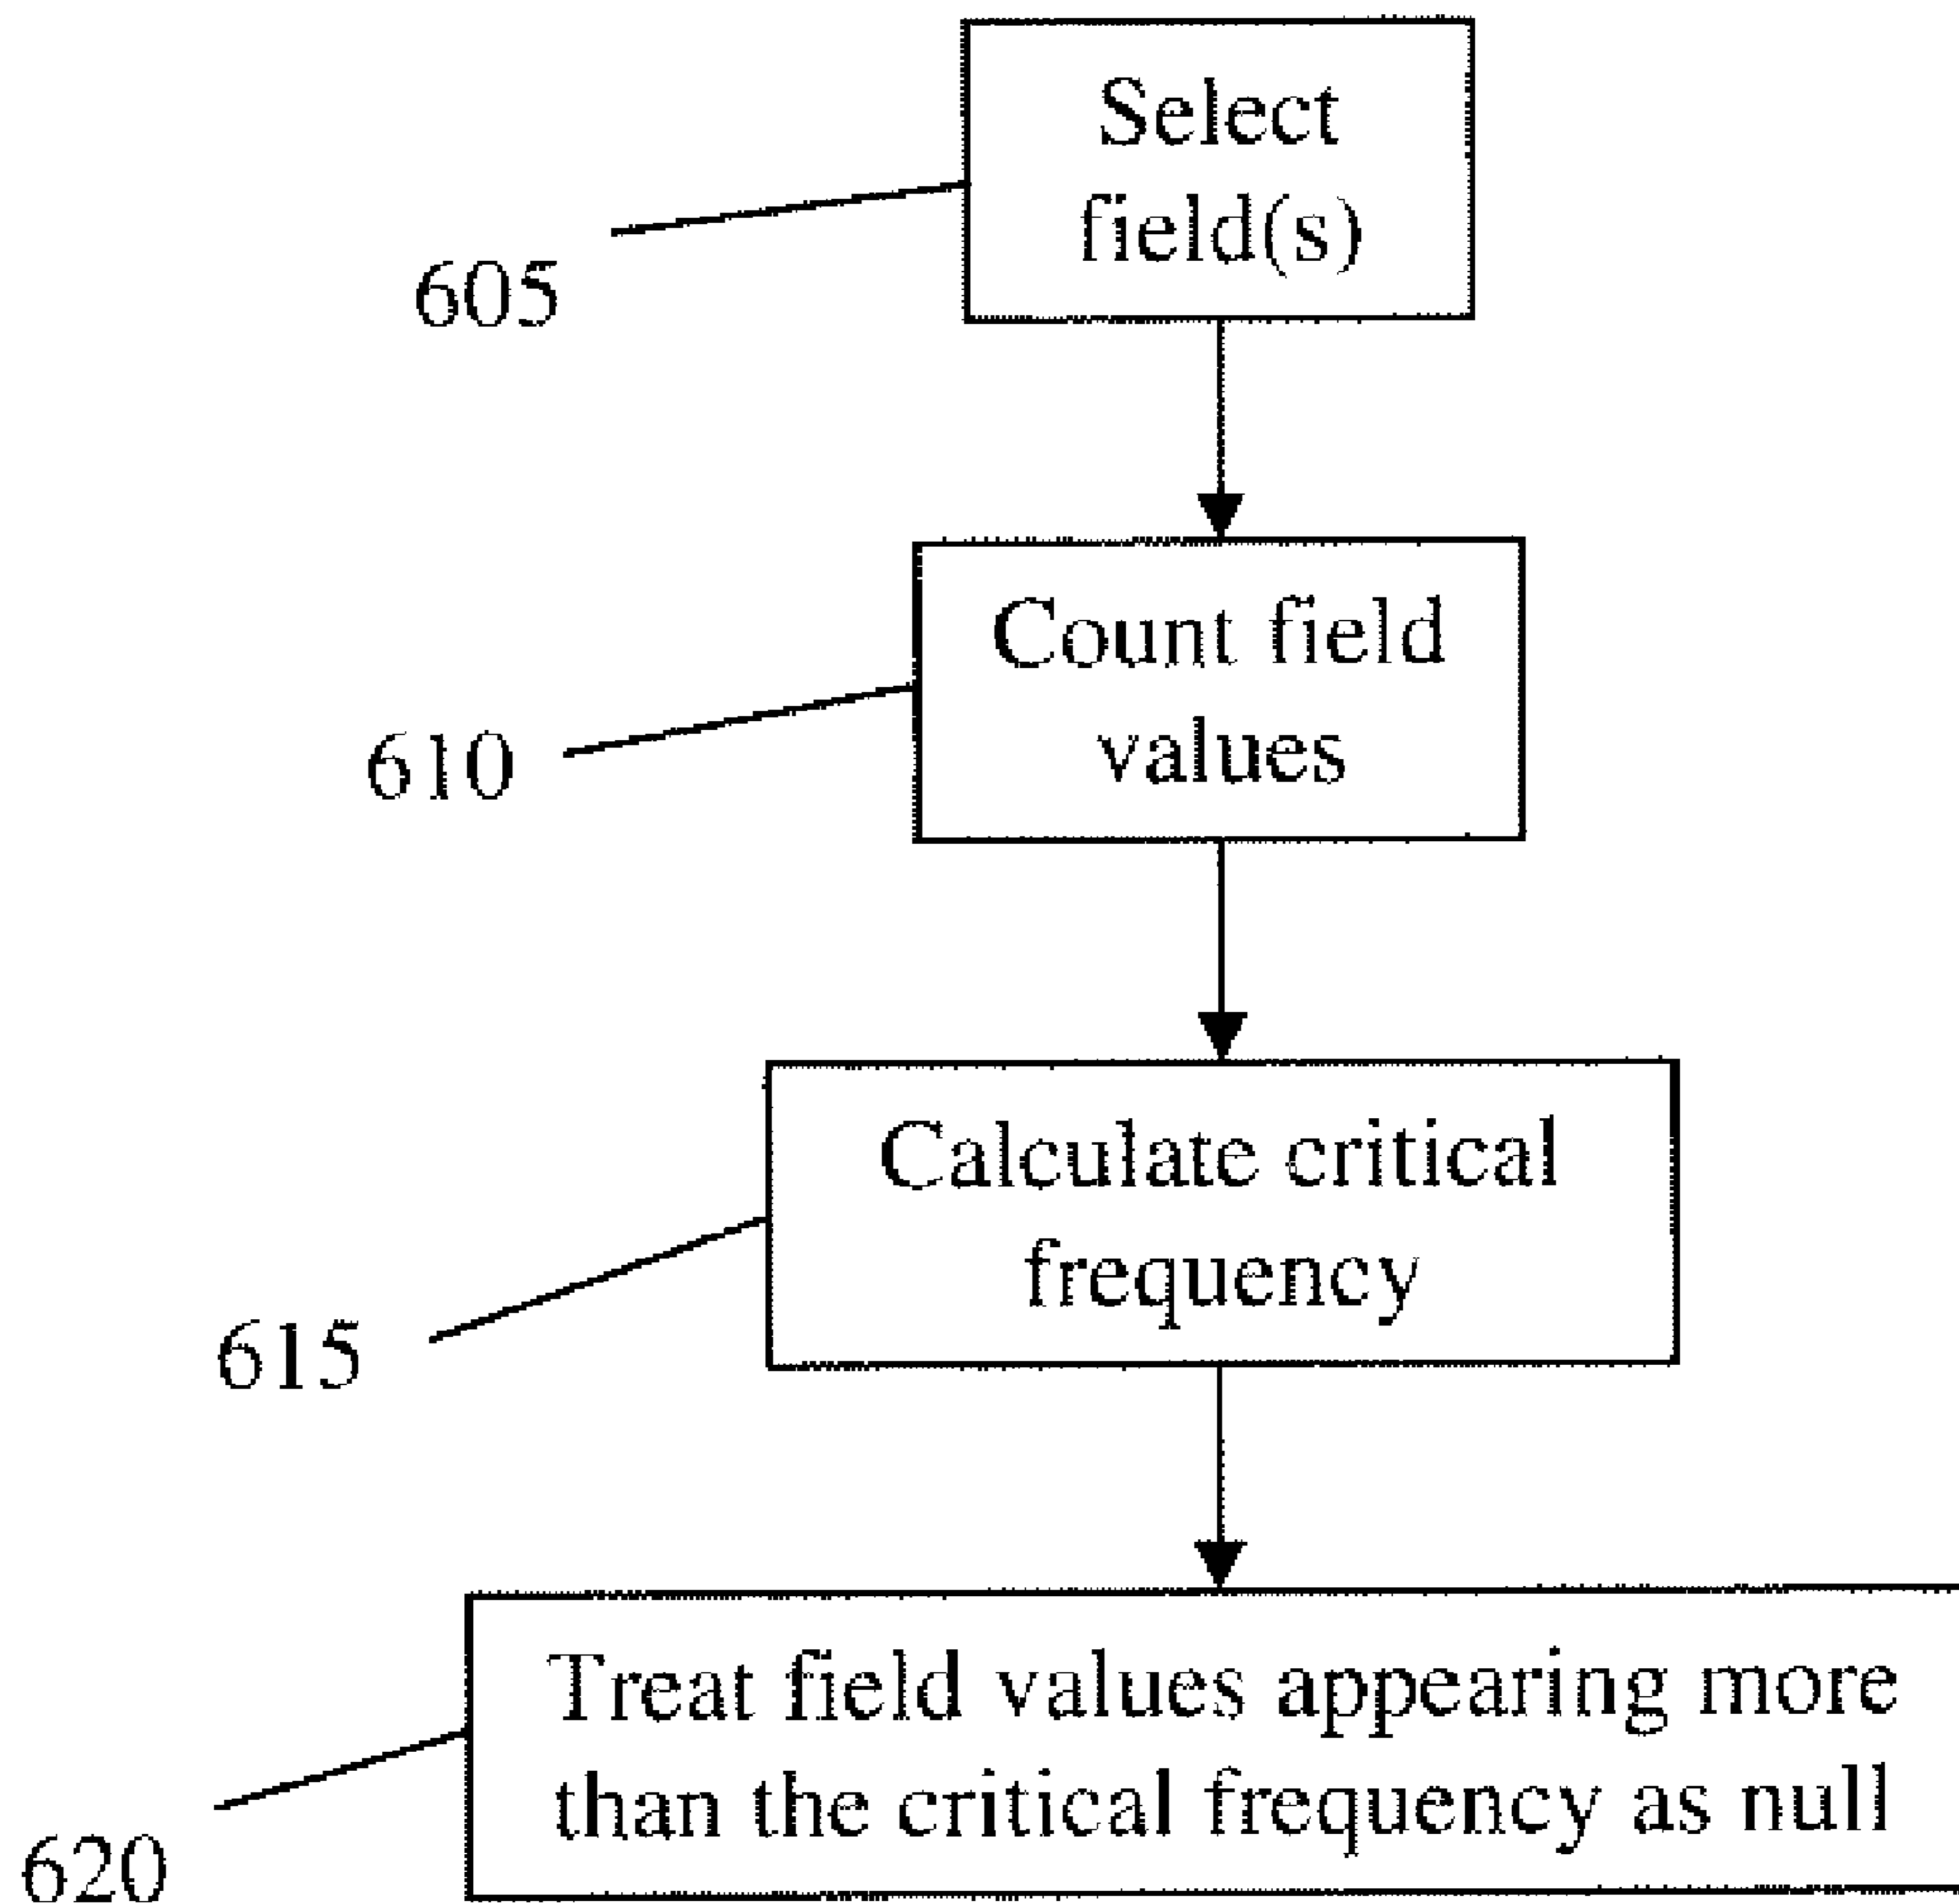 Select
field(s)
605
Count field
values
610
Calculate critical
frequency
615
Treat field values appearing more
than the critical frequency as null
620